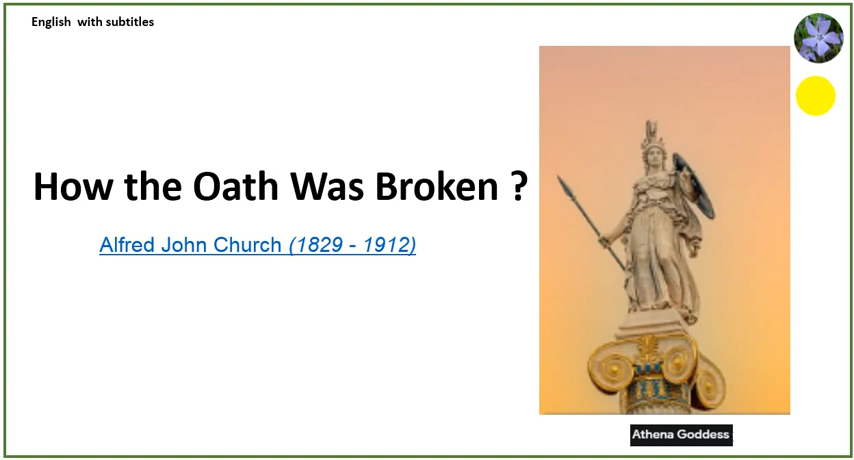 English with subtitles
How the Oath Was Broken ?
Alfred John Church (1829 - 1912)
Athena Goddess